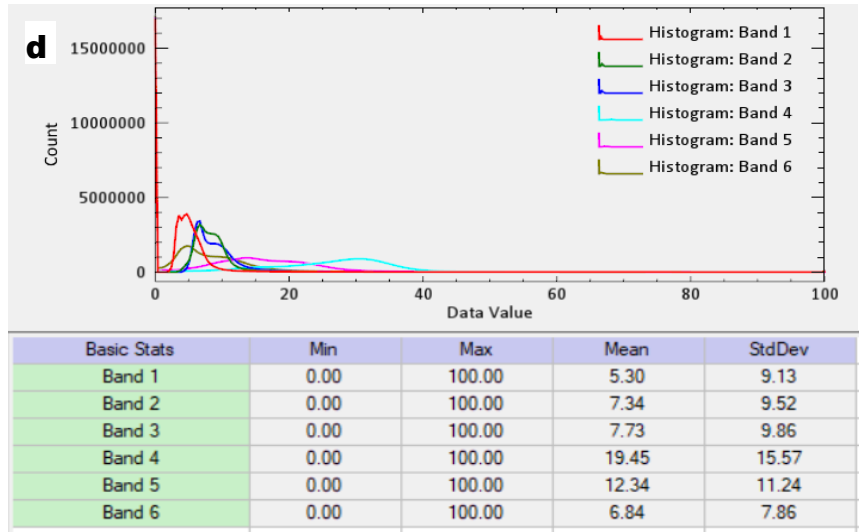 d
Histogram: Band 1
Histogram: Band 2
Histogram: Band 3
Histogram: Band 4
Histogram: Band 5
Histogram: Band 6
Count
15000000
10000000
5000000
0
0 20 40 60 80 100
Data Value
Basic Stats Min Max Mean StdDev
Band 1 0.00 100.00 5.30 9.13
Band 2 0.00 100.00 7.34 9.52
Band 3 0.00 100.00 7.73 9.86
Band 4 0.00 100.00 19.45 15.57
Band 5 0.00 100.00 12.34 11.24
Band 6 0.00 100.00 6.84 7.86